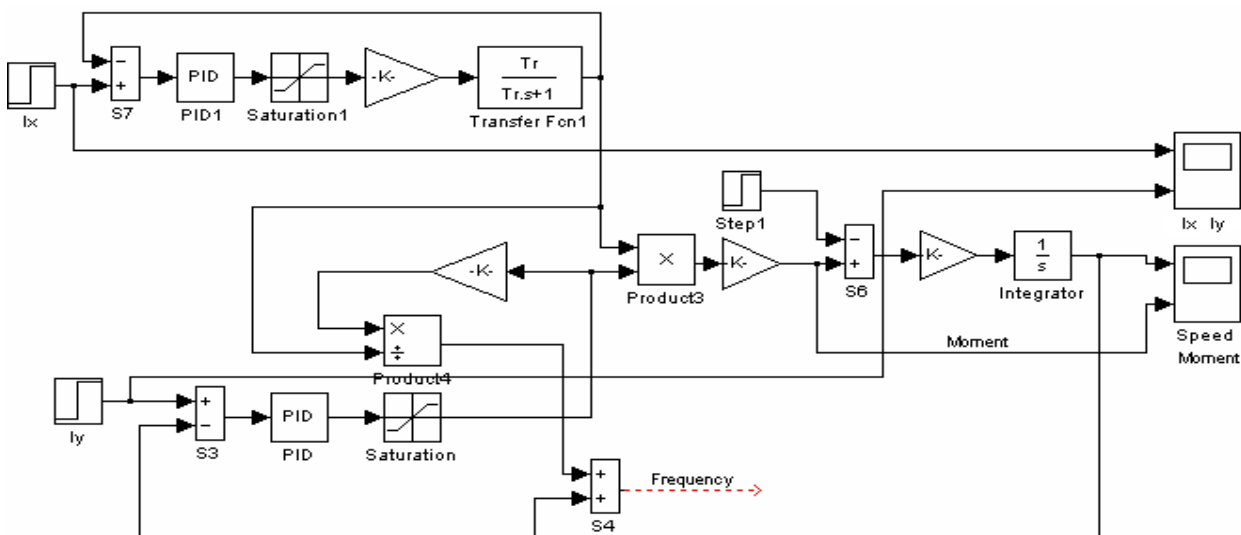 Ix
−
+
S7
PID
PID1
Saturation1
-K-
Tr
Tr.s+1
Transfer Fcn1
Step1
Ix Iy
-K-
×
Product3
K-
−
+
S6
K-
1
s
Integrator
Speed
Moment
Moment
×
÷
Product4
Iy
+
−
S3
PID
PID
Saturation
+
+
S4
Frequency